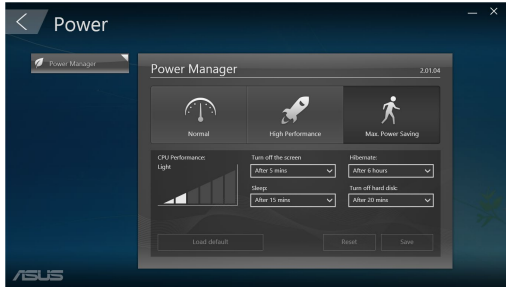 Power
Power Manager
Power Manager
2.01.04
Normal
High Performance
Max. Power Saving
CPU Performance:
Light
Turn off the screen
After 5 mins
Hibernate:
After 6 hours
Sleep:
After 15 mins
Turn off hard disk:
After 20 mins
Load default
Reset
Save
ASUS